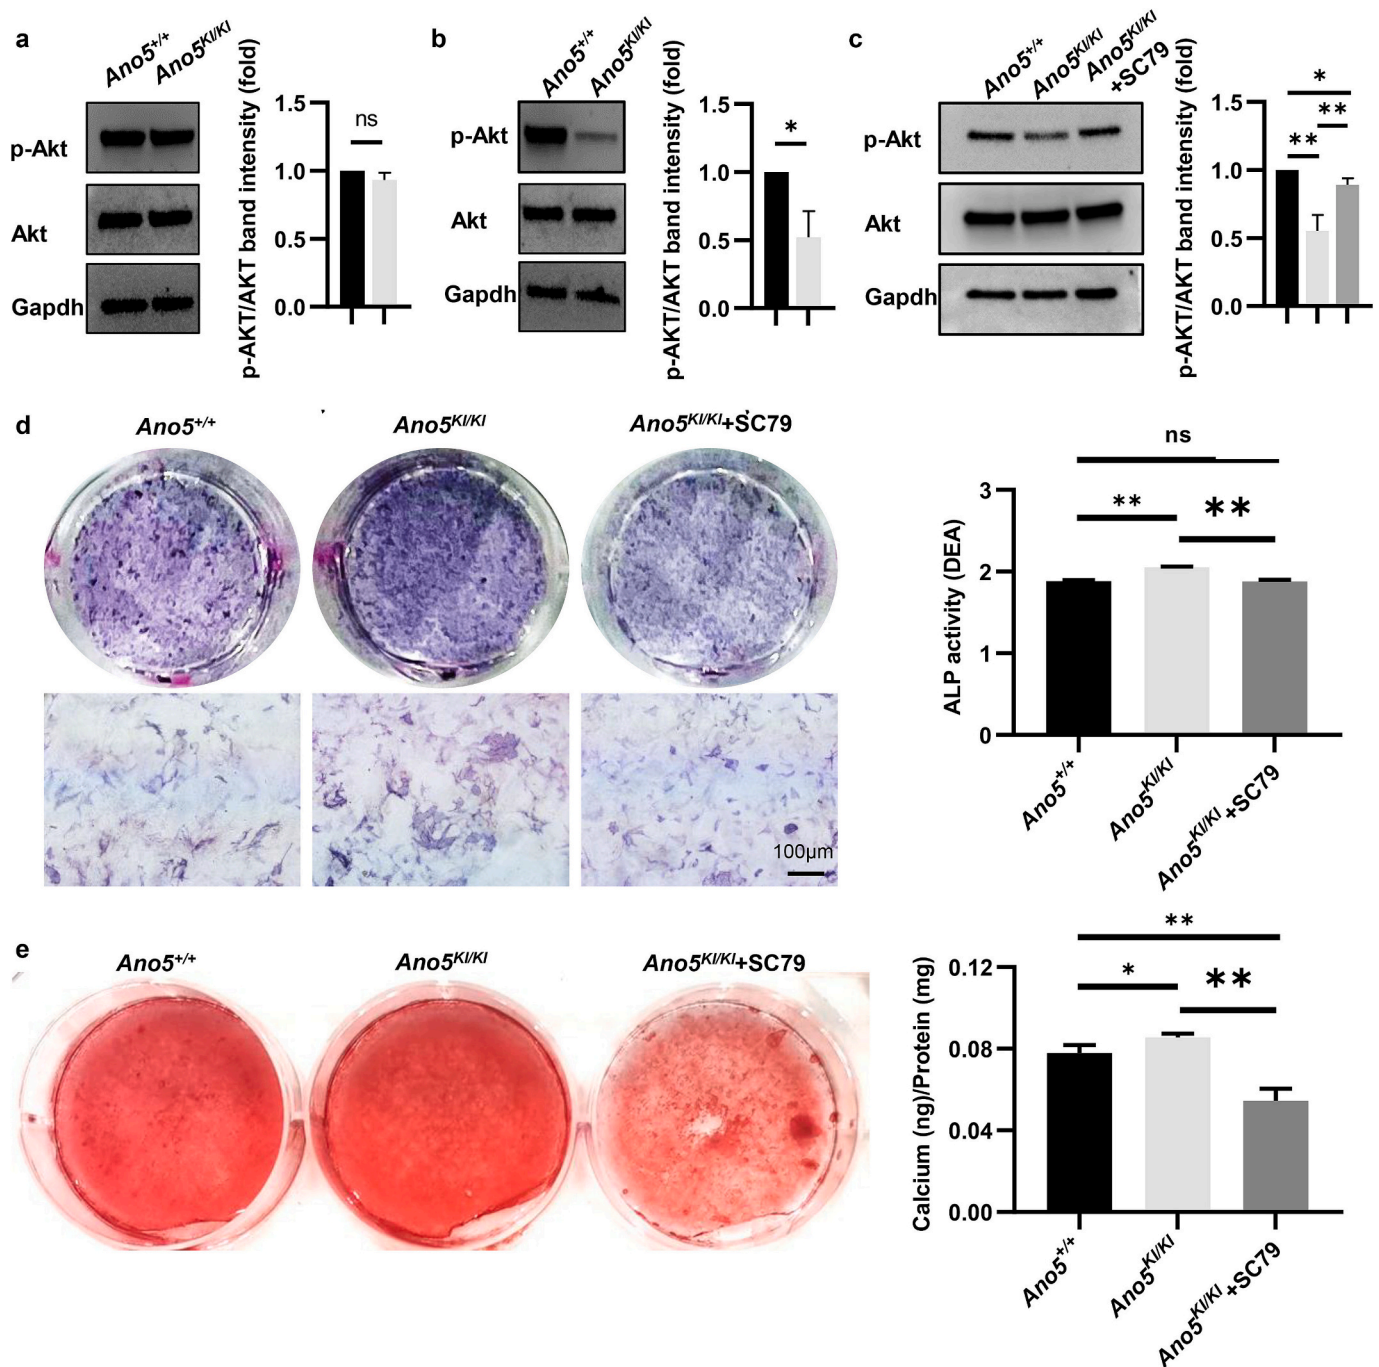 a
Ano5+/+
Ano5KI/KI
p-Akt
Akt
Gapdh
p-AKT/AKT band intensity (fold)
1.5
1.0
0.5
0.0
ns
b
Ano5+/+
Ano5KI/KI
p-Akt
Akt
Gapdh
p-AKT/AKT band intensity (fold)
1.5
1.0
0.5
0.0
*
c
Ano5+/+
Ano5KI/KI
Ano5KI/KI
+SC79
p-Akt
Akt
Gapdh
p-AKT/AKT band intensity (fold)
1.5
1.0
0.5
0.0
*
**
**
d
Ano5+/+
Ano5KI/KI
Ano5KI/KI+SC79
100μm
ALP activity (DEA)
3
2
1
0
ns
**
**
Ano5+/+
Ano5KI/KI
Ano5KI/KI+SC79
e
Ano5+/+
Ano5KI/KI
Ano5KI/KI+SC79
Calcium (ng)/Protein (mg)
0.12
0.08
0.04
0.00
**
*
**
Ano5+/+
Ano5KI/KI
Ano5KI/KI+SC79